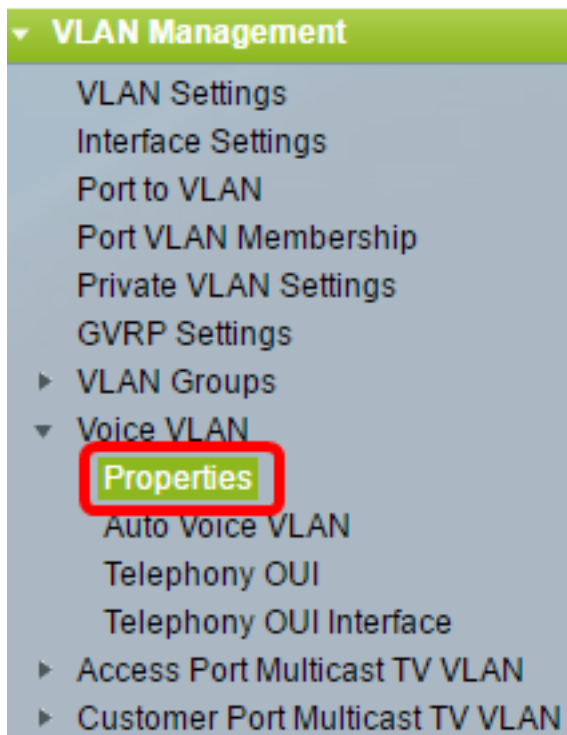 VLAN Management
VLAN Settings
Interface Settings
Port to VLAN
Port VLAN Membership
Private VLAN Settings
GVRP Settings
VLAN Groups
Voice VLAN
Properties
Auto Voice VLAN
Telephony OUI
Telephony OUI Interface
Access Port Multicast TV VLAN
Customer Port Multicast TV VLAN